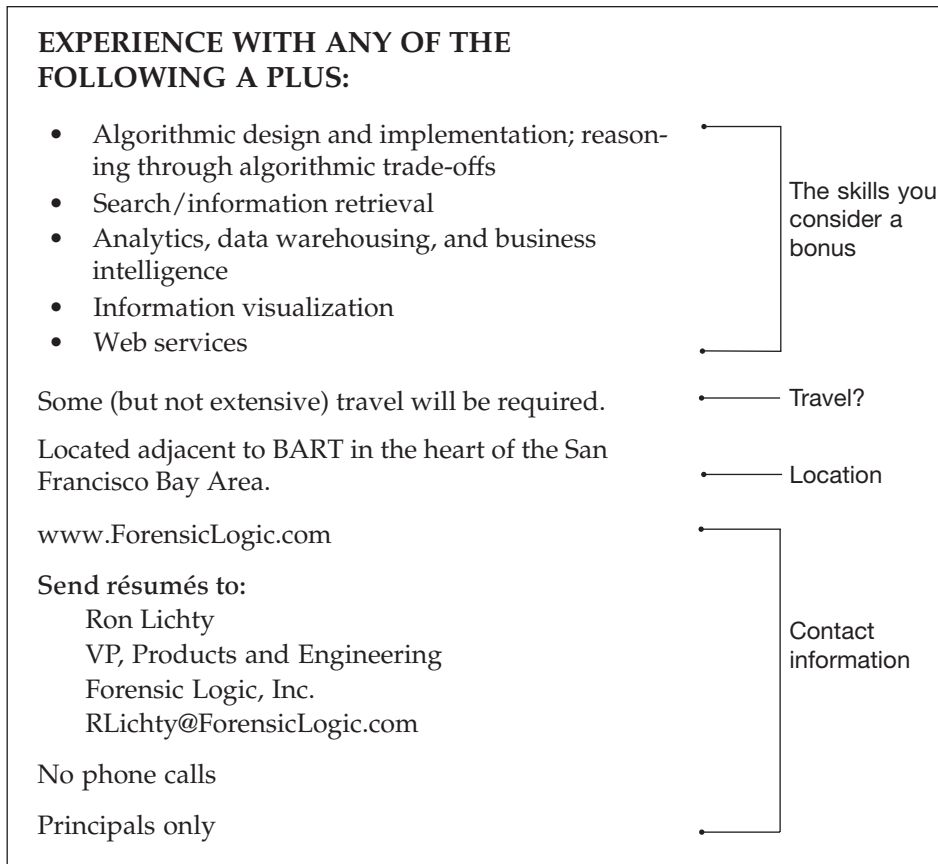 EXPERIENCE WITH ANY OF THE
FOLLOWING A PLUS:
• Algorithmic design and implementation; reason-
ing through algorithmic trade-offs
• Search/information retrieval
• Analytics, data warehousing, and business
intelligence
• Information visualization
• Web services
The skills you
consider a
bonus
Some (but not extensive) travel will be required.
Travel?
Located adjacent to BART in the heart of the San
Francisco Bay Area.
Location
www.ForensicLogic.com
Send résumés to:
Ron Lichty
VP, Products and Engineering
Forensic Logic, Inc.
RLichty@ForensicLogic.com
No phone calls
Principals only
Contact
information